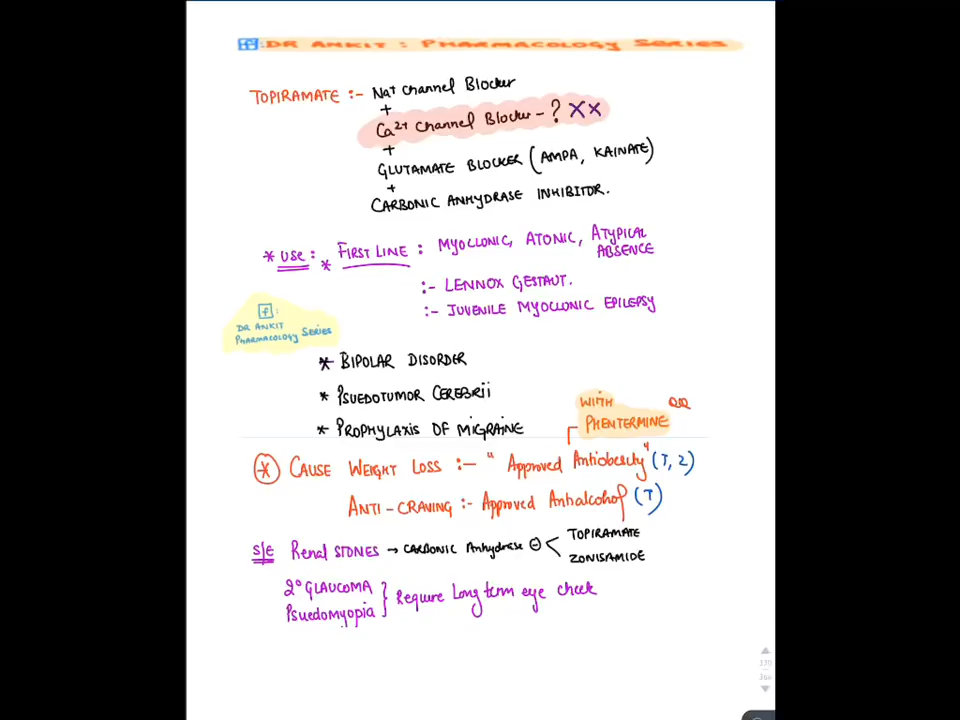 f : DR ANKIT : PHARMACOLOGY SERIES
TOPIRAMATE :- Na+ channel Blocker
+
Ca2+ channel Blocker - ? XX
+
GLUTAMATE BLOCKER (AMPA, KAINATE)
+
CARBONIC ANHYDRASE INHIBITOR.
* USE : * FIRST LINE : MYOCLONIC, ATONIC, ATYPICAL
ABSENCE
:- LENNOX GESTAUT.
:- JUVENILE MYOCLONIC EPILEPSY
f :
DR ANKIT
PHARMACOLOGY SERIES
* BIPOLAR DISORDER
* PSUEDOTUMOR CEREBRII
* PROPHYLAXIS OF MIGRAINE
WITH
PHENTERMINE
* CAUSE WEIGHT LOSS :- " Approved Antiobesity" (T, Z)
ANTI-CRAVING :- Approved Antialcohol (T)
S/E Renal STONES → CARBONIC Anhydrase ⊖ < TOPIRAMATE
ZONISAMIDE
2° GLAUCOMA
Psuedomyopia } Require Long term eye check